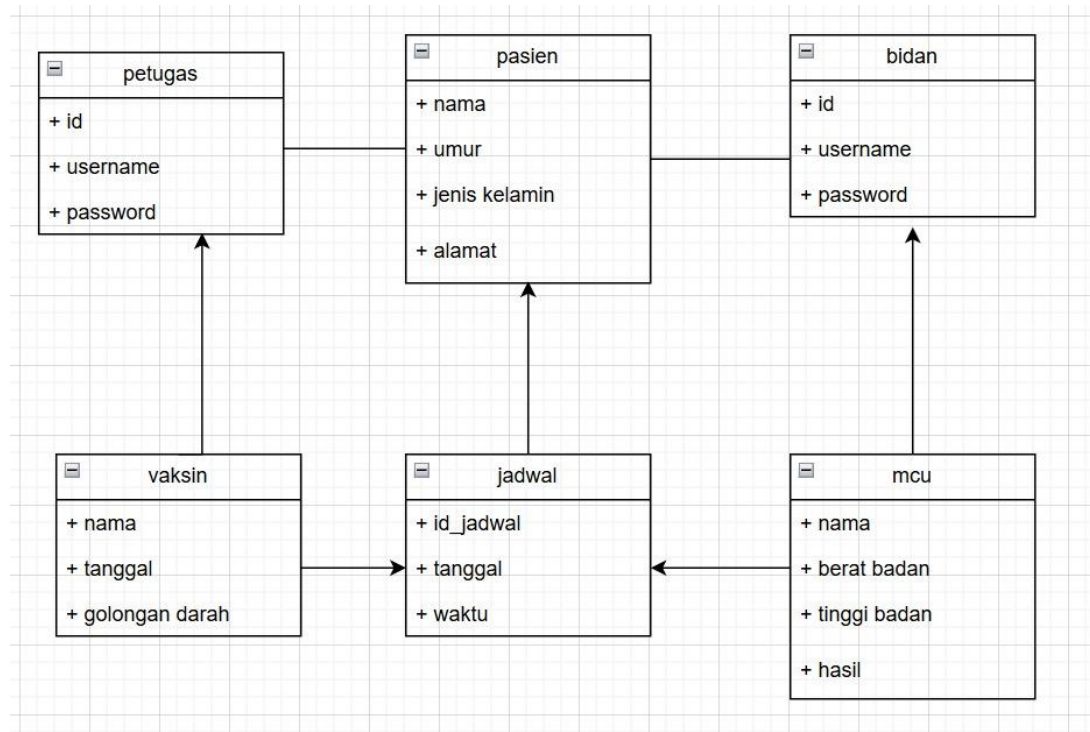 petugas
+ id
+ username
+ password
pasien
+ nama
+ umur
+ jenis kelamin
+ alamat
bidan
+ id
+ username
+ password
vaksin
+ nama
+ tanggal
+ golongan darah
jadwal
+ id_jadwal
+ tanggal
+ waktu
mcu
+ nama
+ berat badan
+ tinggi badan
+ hasil